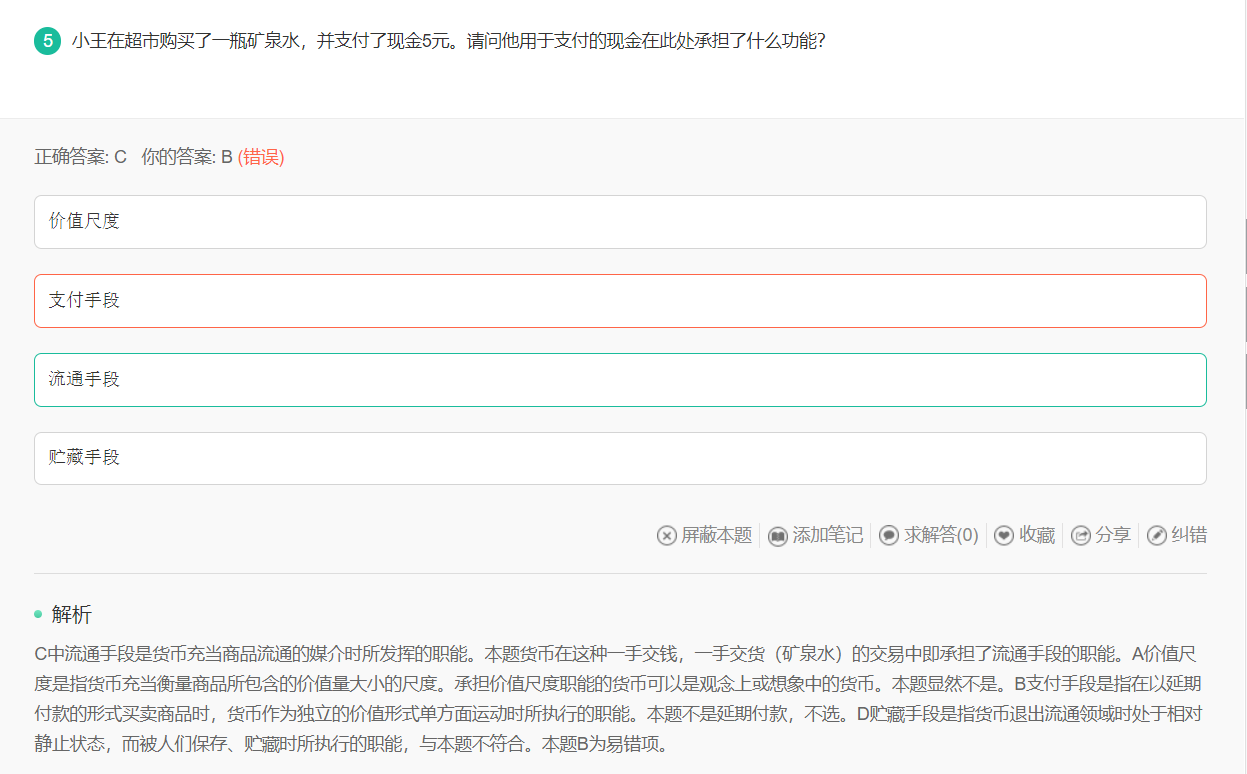 5 小王在超市购买了一瓶矿泉水，并支付了现金5元。请问他用于支付的现金在此处承担了什么功能？
正确答案: C 你的答案: B (错误)
价值尺度
支付手段
流通手段
贮藏手段
屏蔽本题 添加笔记 求解答(0) 收藏 分享 纠错
解析
C中流通手段是货币充当商品流通的媒介时所发挥的职能。本题货币在这种一手交钱，一手交货（矿泉水）的交易中即承担了流通手段的职能。A价值尺
度是指货币充当衡量商品所包含的价值量大小的尺度。承担价值尺度职能的货币可以是观念上或想象中的货币。本题显然不是。B支付手段是指在以延期
付款的形式买卖商品时，货币作为独立的价值形式单方面运动时所执行的职能。本题不是延期付款，不选。D贮藏手段是指货币退出流通领域时处于相对
静止状态，而被人们保存、贮藏时所执行的职能，与本题不符合。本题B为易错项。